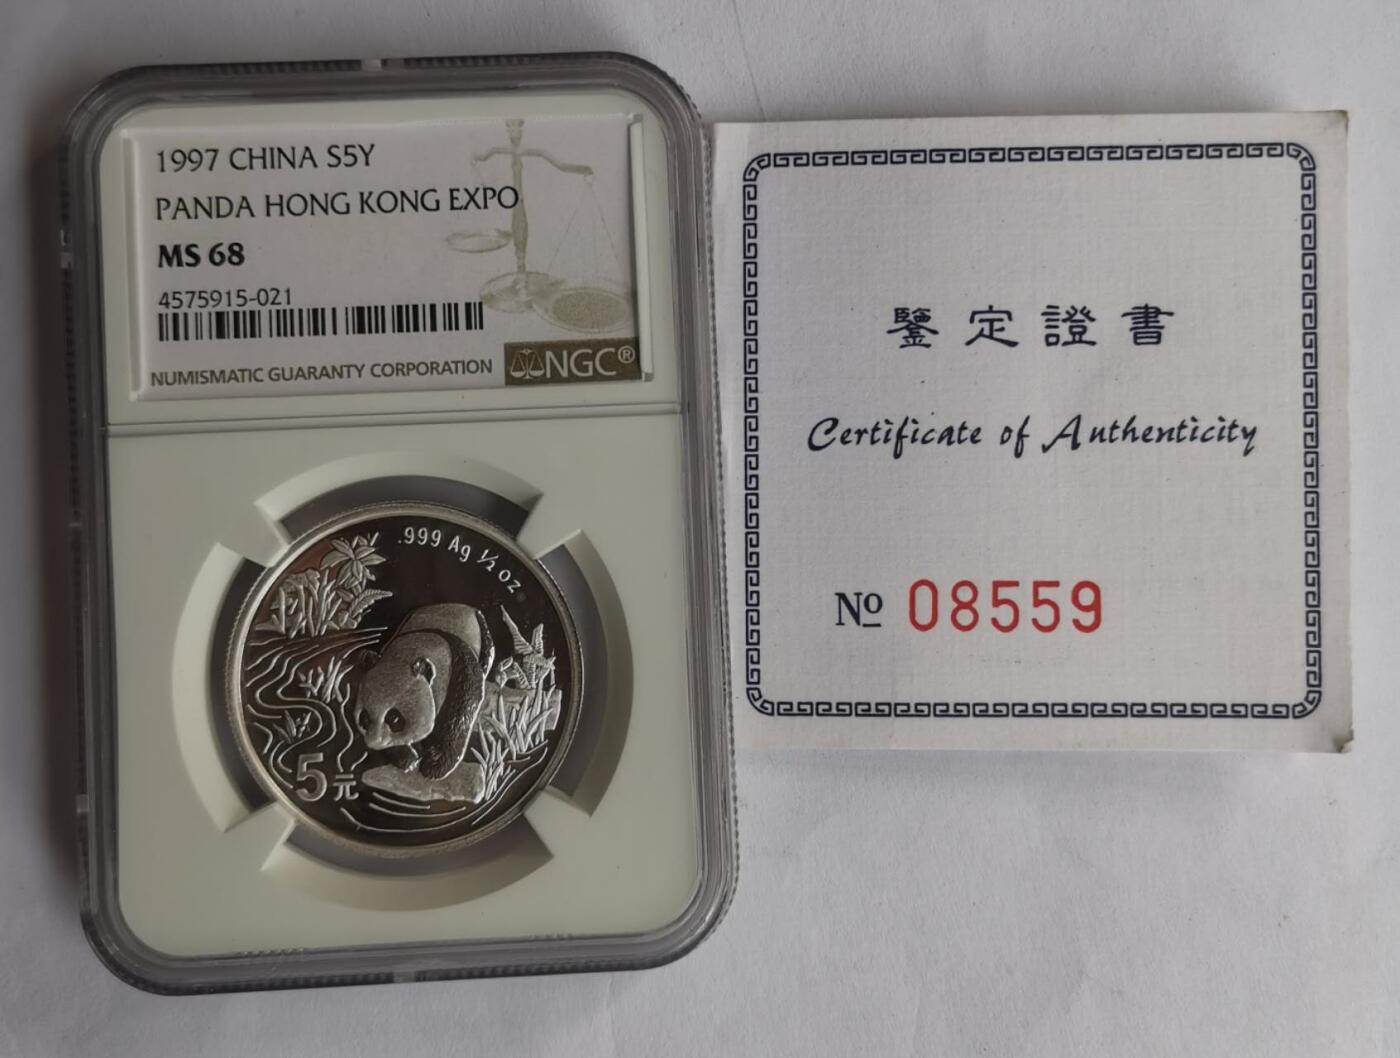 1997 CHINA S5Y
PANDA HONG KONG EXPO
MS 68
4575915-021
NUMISMATIC GUARANTY CORPORATION
NGC®
.999 Ag 1/2 oz
5元
鑒定證書
Certificate of Authenticity
Nº 08559